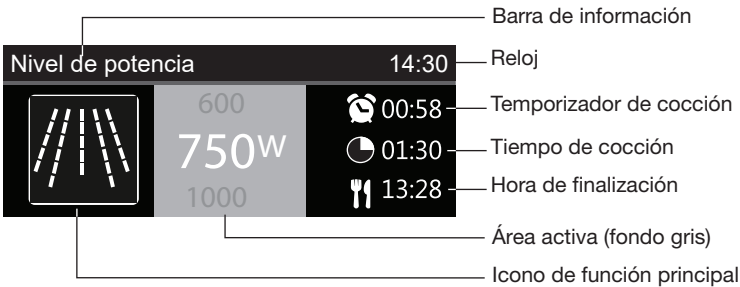 Barra de información
Nivel de potencia 14:30
Reloj
600
00:58
Temporizador de cocción
750W
01:30
Tiempo de cocción
1000
13:28
Hora de finalización
Área activa (fondo gris)
Icono de función principal